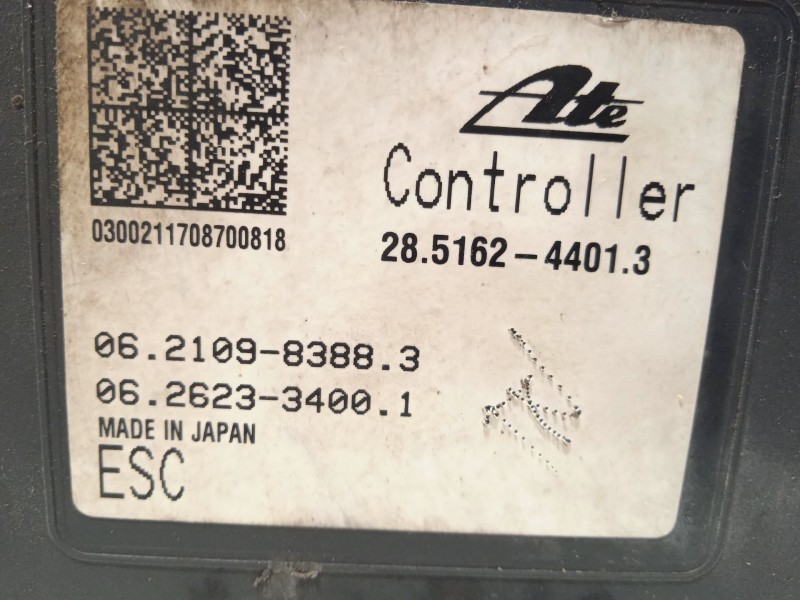 Ate
Controller
28.5162-4401.3
0300211708700818
06.2109-8388.3
06.2623-3400.1
MADE IN JAPAN
ESC